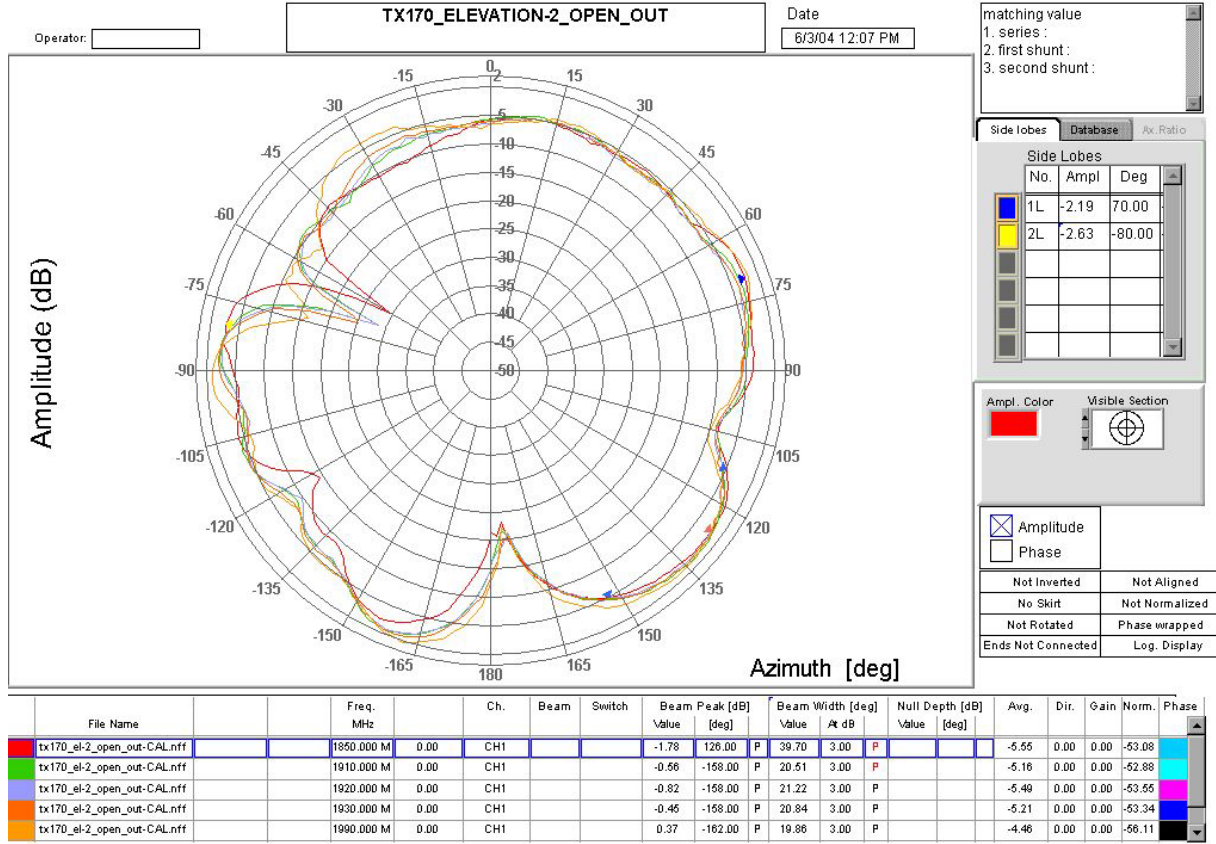 Operator:
TX170_ELEVATION-2_OPEN_OUT
Date
6/3/04 12:07 PM
matching value
1. series :
2. first shunt :
3. second shunt :
Side lobes Database Ax.Ratio
Side Lobes
No. Ampl Deg
1L -2.19 70.00
2L -2.63 -80.00
Ampl. Color Visible Section
Amplitude
Phase
Not Inverted Not Aligned
No Skirt Not Normalized
Not Rotated Phase wrapped
Ends Not Connected Log. Display
Amplitude (dB)
Azimuth [deg]
0
15
30
45
60
75
90
105
120
135
150
165
180
-165
-150
-135
-120
-105
-90
-75
-60
-45
-30
-15
2
-5
-10
-15
-20
-25
-30
-35
-40
-45
-50
Freq. Ch. Beam Switch Beam Peak [dB] Beam Width [deg] Null Depth [dB] Avg. Dir. Gain Norm. Phase
File Name MHz Value [deg] Value At dB Value [deg]
tx170_el-2_open_out-CAL.nff 1850.000 M 0.00 CH1 -1.78 126.00 P 39.70 3.00 P -5.55 0.00 0.00 -53.08
tx170_el-2_open_out-CAL.nff 1910.000 M 0.00 CH1 -0.56 -158.00 P 20.51 3.00 P -5.16 0.00 0.00 -52.88
tx170_el-2_open_out-CAL.nff 1920.000 M 0.00 CH1 -0.82 -158.00 P 21.22 3.00 P -5.49 0.00 0.00 -53.55
tx170_el-2_open_out-CAL.nff 1930.000 M 0.00 CH1 -0.45 -158.00 P 20.84 3.00 P -5.21 0.00 0.00 -53.34
tx170_el-2_open_out-CAL.nff 1990.000 M 0.00 CH1 0.37 -162.00 P 19.86 3.00 P -4.46 0.00 0.00 -56.11